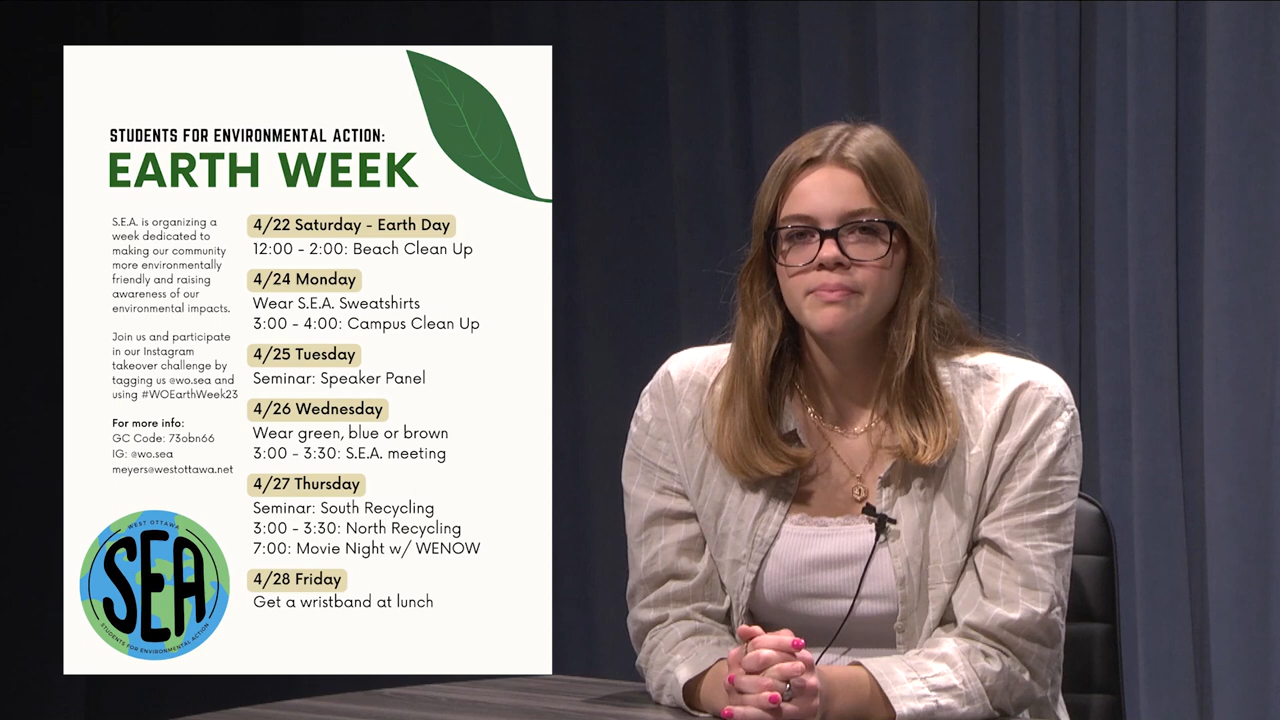 STUDENTS FOR ENVIRONMENTAL ACTION:
EARTH WEEK
S.E.A. is organizing a
week dedicated to
making our community
more environmentally
friendly and raising
awareness of our
environmental impacts.
Join us and participate
in our Instagram
takeover challenge by
tagging us @wo.sea and
using #WOEarthWeek23
For more info:
GC Code: 73obn66
IG: @wo.sea
meyers@westottawa.net
4/22 Saturday - Earth Day
12:00 - 2:00: Beach Clean Up
4/24 Monday
Wear S.E.A. Sweatshirts
3:00 - 4:00: Campus Clean Up
4/25 Tuesday
Seminar: Speaker Panel
4/26 Wednesday
Wear green, blue or brown
3:00 - 3:30: S.E.A. meeting
4/27 Thursday
Seminar: South Recycling
3:00 - 3:30: North Recycling
7:00: Movie Night w/ WENOW
4/28 Friday
Get a wristband at lunch
WEST OTTAWA
SEA
STUDENTS FOR ENVIRONMENTAL ACTION